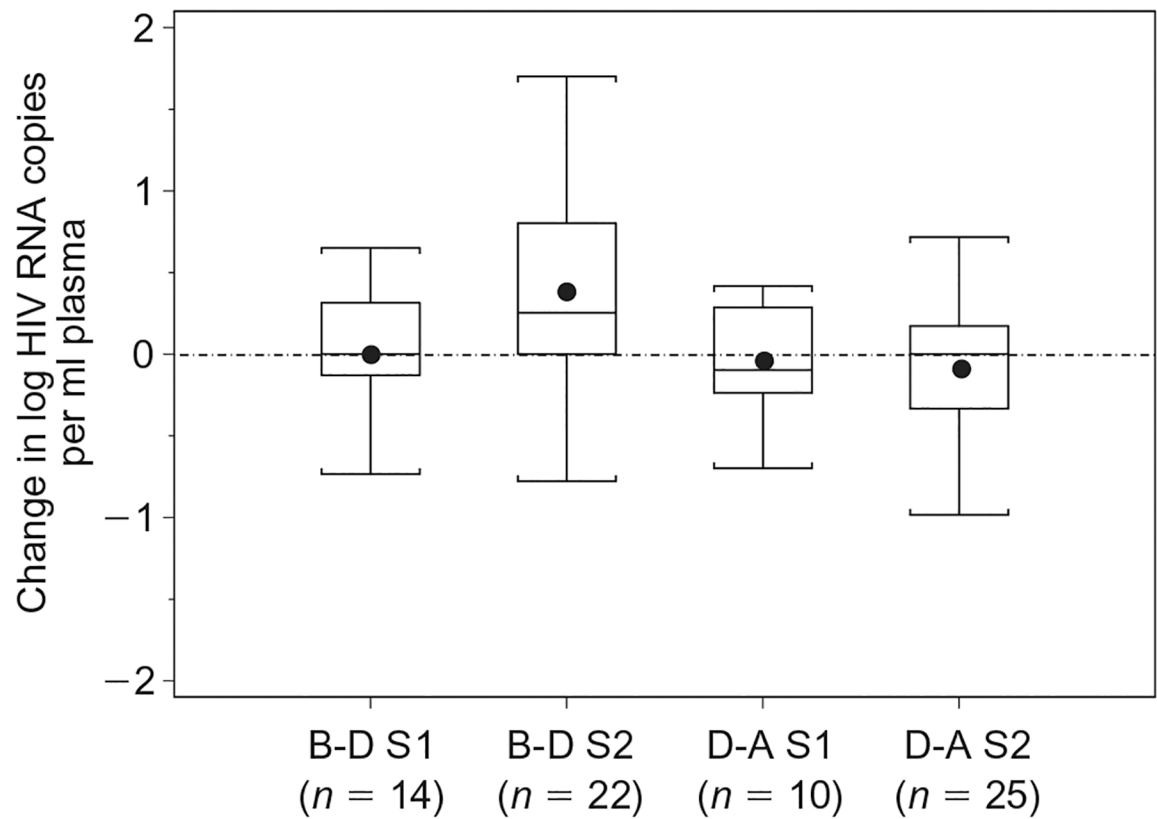 Change in log HIV RNA copies
per ml plasma
2
1
0
−1
−2
B-D S1
(n = 14)
B-D S2
(n = 22)
D-A S1
(n = 10)
D-A S2
(n = 25)